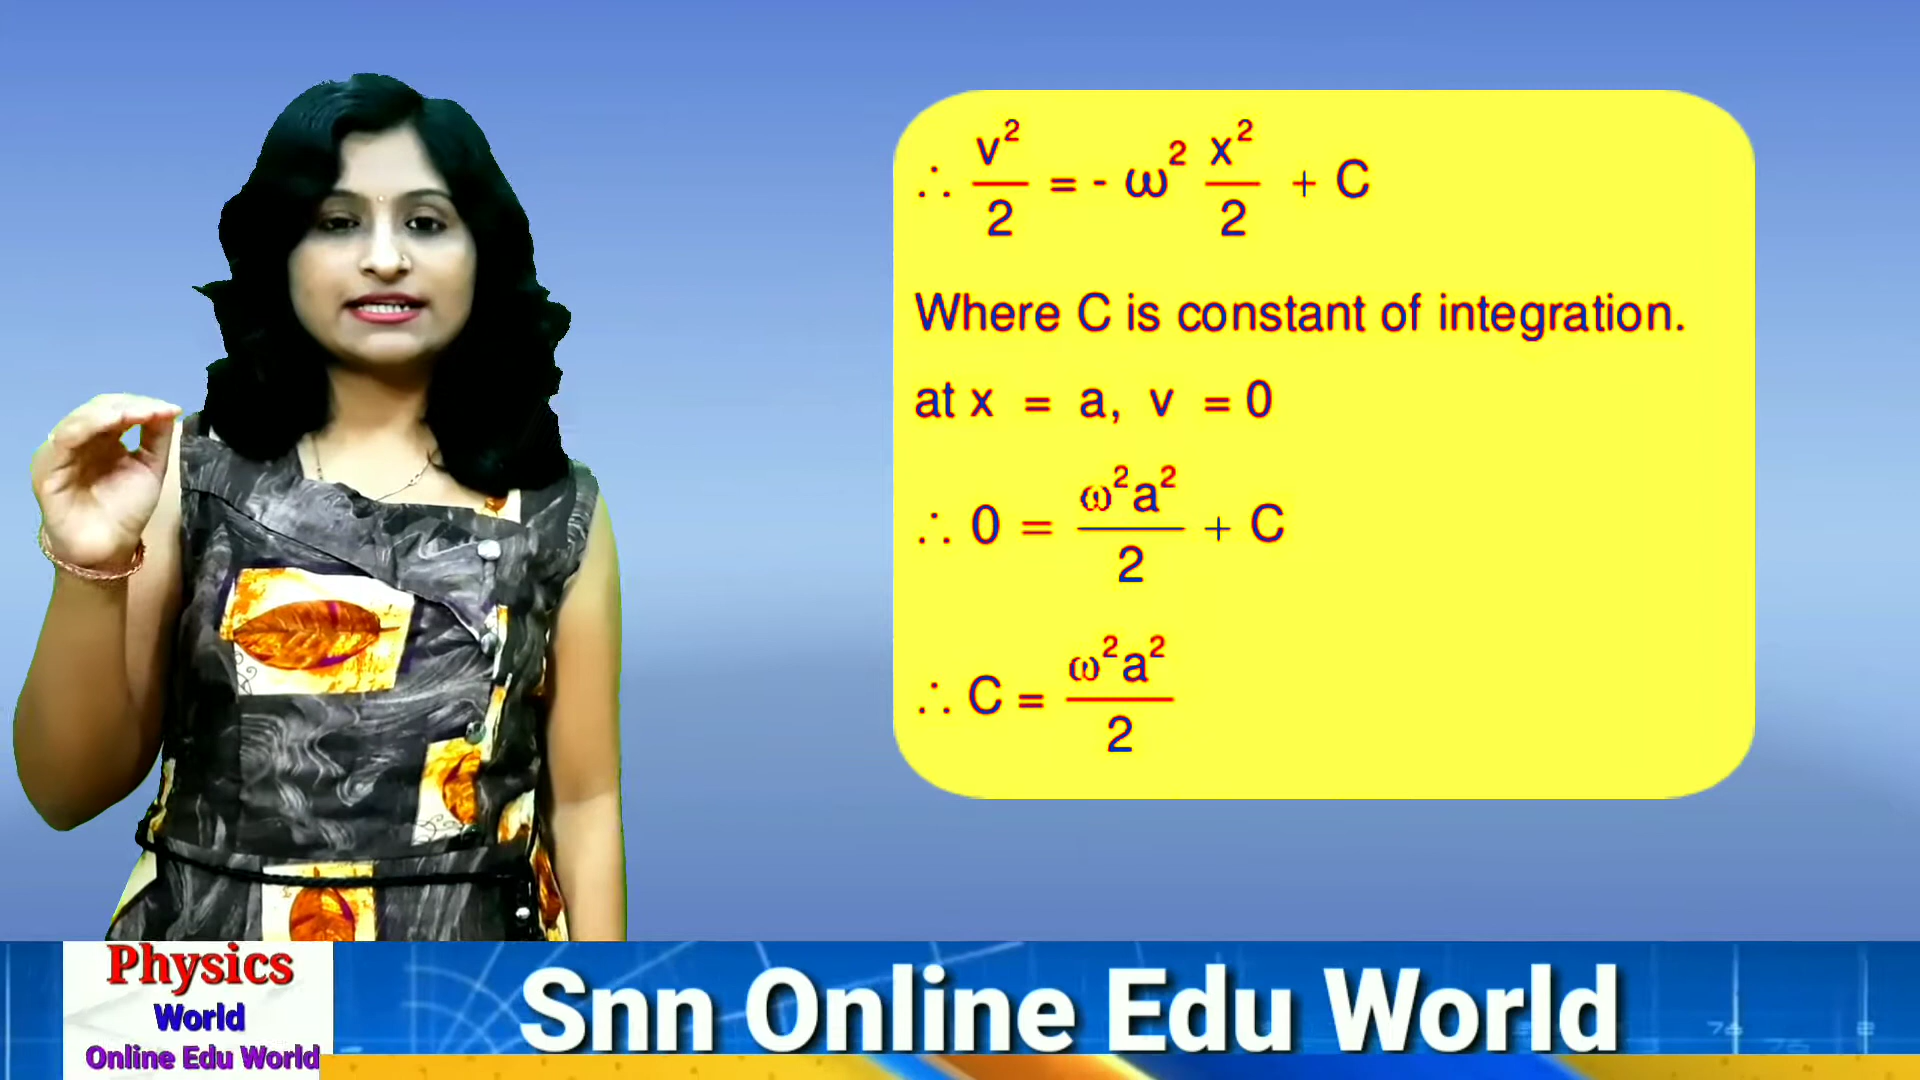 ∴ v²/2 = - ω² x²/2 + C
Where C is constant of integration.
at x = a, v = 0
∴ 0 = ω²a²/2 + C
∴ C = ω²a²/2
Physics
World
Online Edu World
Snn Online Edu World